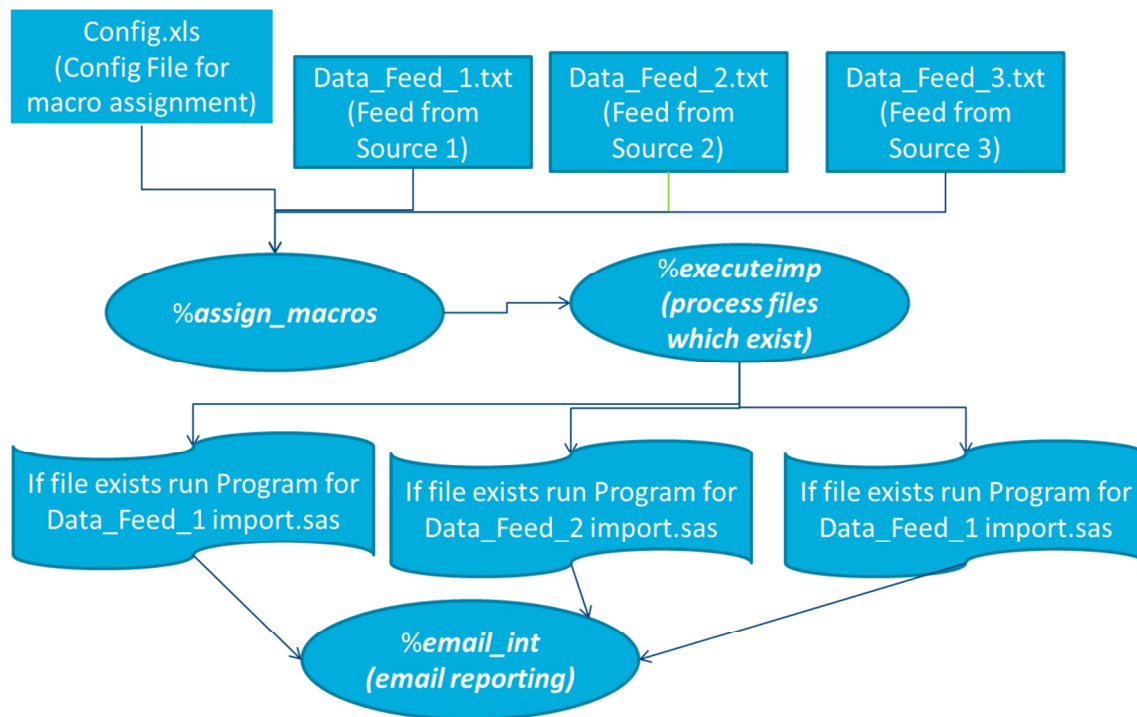 Config.xls
(Config File for
macro assignment)
Data_Feed_1.txt
(Feed from
Source 1)
Data_Feed_2.txt
(Feed from
Source 2)
Data_Feed_3.txt
(Feed from
Source 3)
%assign_macros
%executeimp
(process files
which exist)
If file exists run Program for
Data_Feed_1 import.sas
If file exists run Program for
Data_Feed_2 import.sas
If file exists run Program for
Data_Feed_1 import.sas
%email_int
(email reporting)